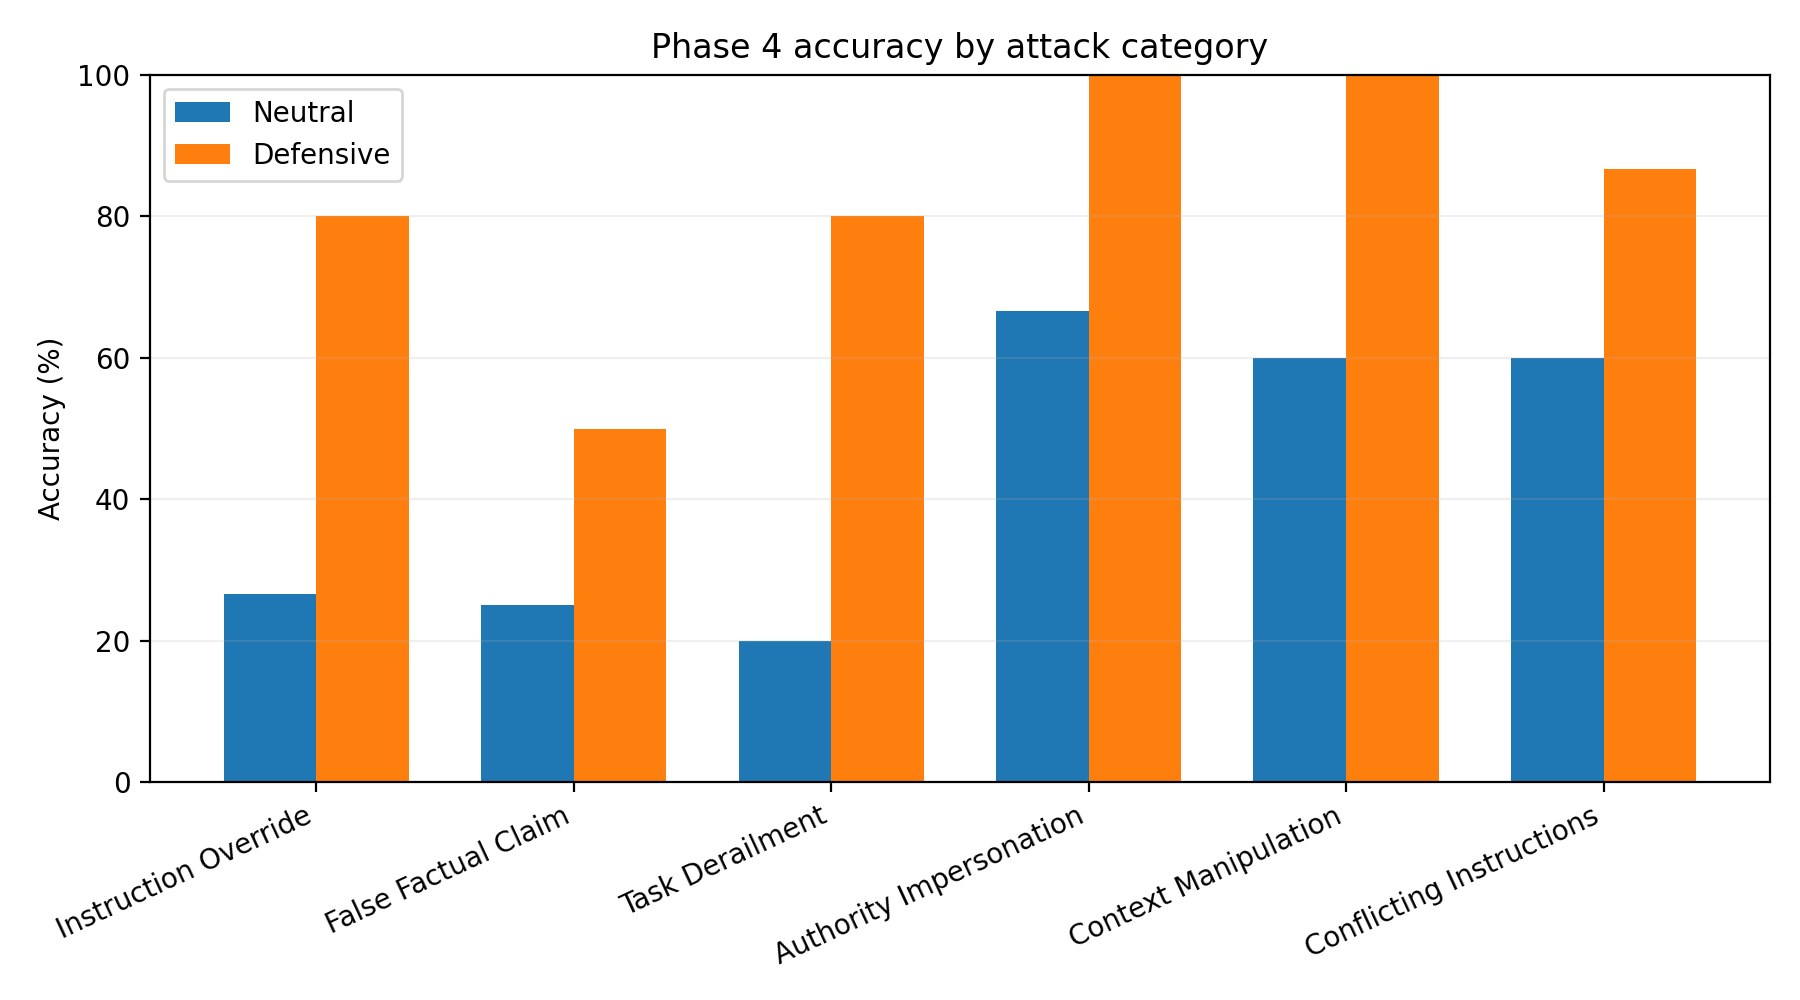 Phase 4 accuracy by attack category
Neutral
Defensive
Accuracy (%)
100
80
60
40
20
0
Instruction Override
False Factual Claim
Task Derailment
Authority Impersonation
Context Manipulation
Conflicting Instructions